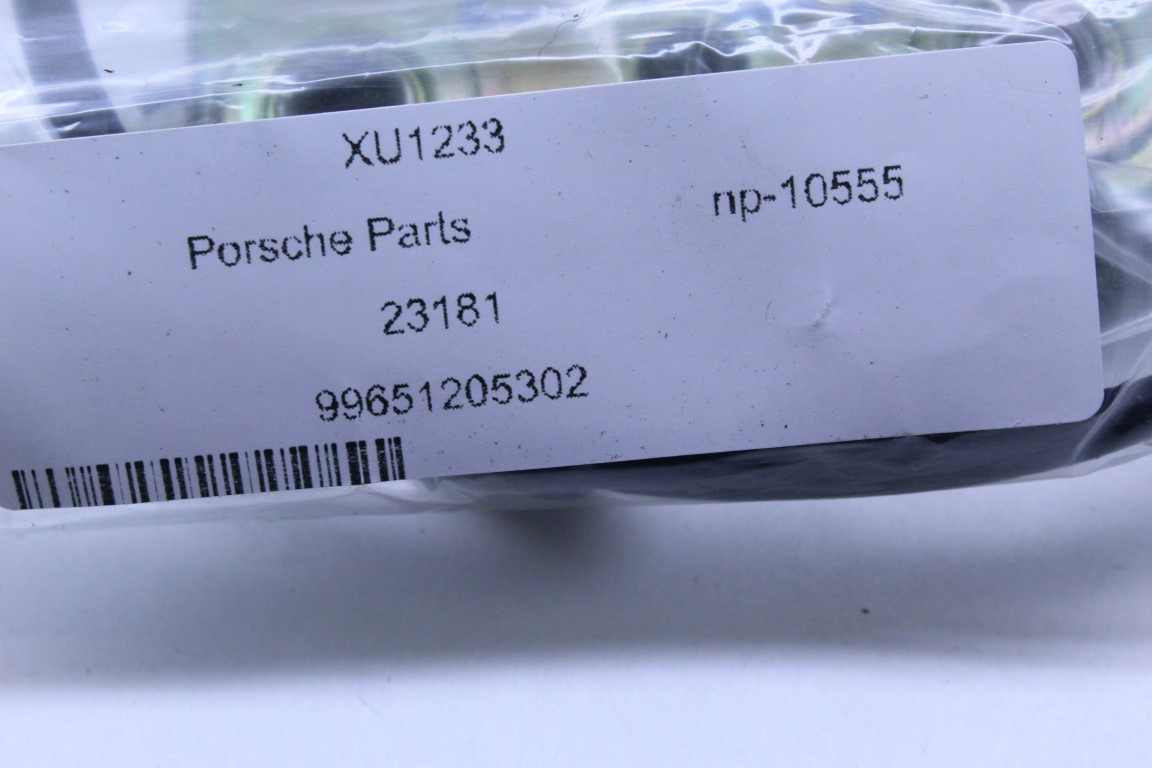 XU1233
np-10555
Porsche Parts
23181
99651205302